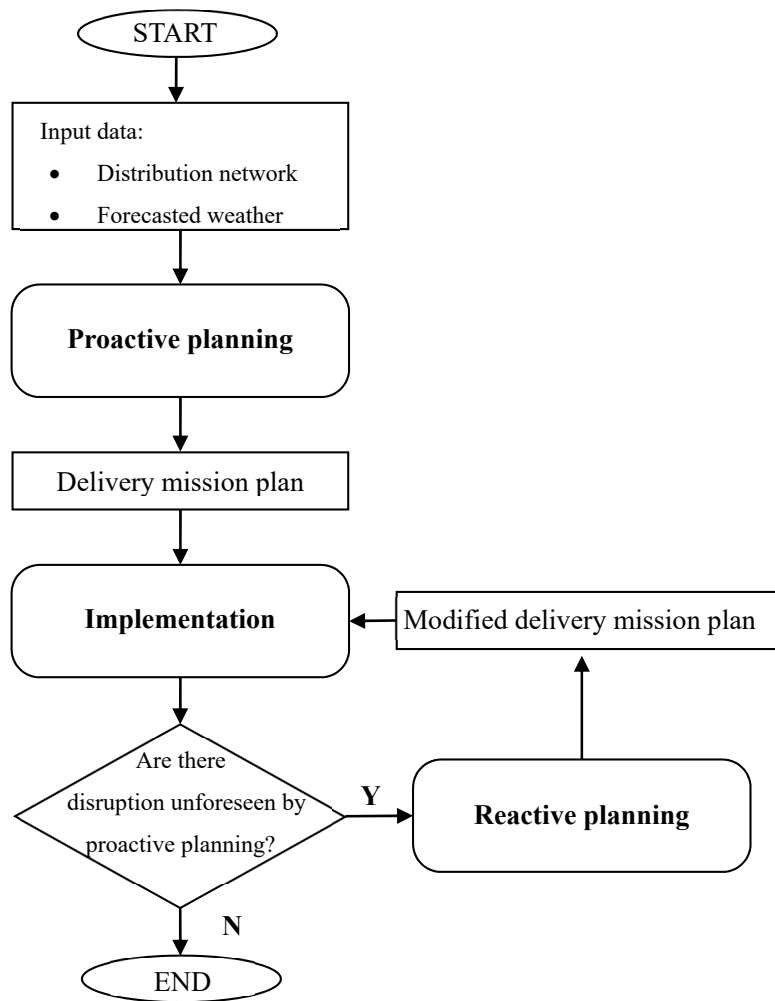 START
Input data:
• Distribution network
• Forecasted weather
Proactive planning
Delivery mission plan
Implementation
Modified delivery mission plan
Are there
disruption unforeseen by
proactive planning?
Y
Reactive planning
N
END